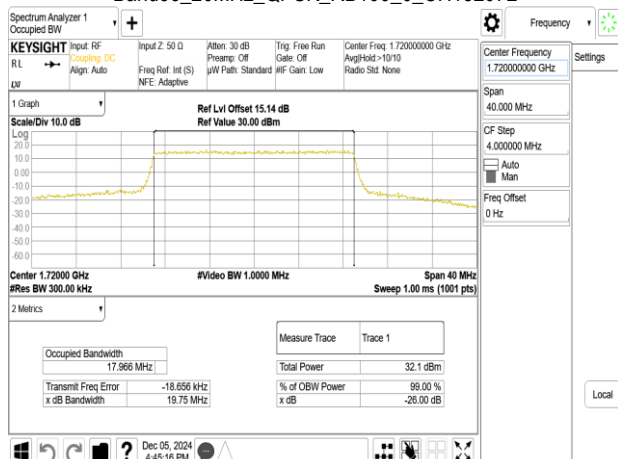 Spectrum Analyzer 1
Occupied BW
Frequency
KEYSIGHT
RL
Input: RF
Coupling: DC
Align: Auto
Input Z: 50 Ω
Freq Ref: Int (S)
NFE: Adaptive
Atten: 30 dB
Preamp: Off
µW Path: Standard
Trig: Free Run
Gate: Off
#IF Gain: Low
Center Freq: 1.720000000 GHz
Avg|Hold:>10/10
Radio Std: None
Center Frequency
1.720000000 GHz
Settings
Span
40.000 MHz
CF Step
4.000000 MHz
Auto
Man
Freq Offset
0 Hz
Local
1 Graph
Scale/Div 10.0 dB
Ref Lvl Offset 15.14 dB
Ref Value 30.00 dBm
Log
20.0
10.0
0.00
-10.0
-20.0
-30.0
-40.0
-50.0
-60.0
Center 1.72000 GHz
#Res BW 300.00 kHz
#Video BW 1.0000 MHz
Span 40 MHz
Sweep 1.00 ms (1001 pts)
2 Metrics
Measure Trace Trace 1
Occupied Bandwidth
17.966 MHz
Total Power 32.1 dBm
Transmit Freq Error -18.656 kHz
% of OBW Power 99.00 %
x dB Bandwidth 19.75 MHz
x dB -26.00 dB
?
Dec 05, 2024
4:45:16 PM